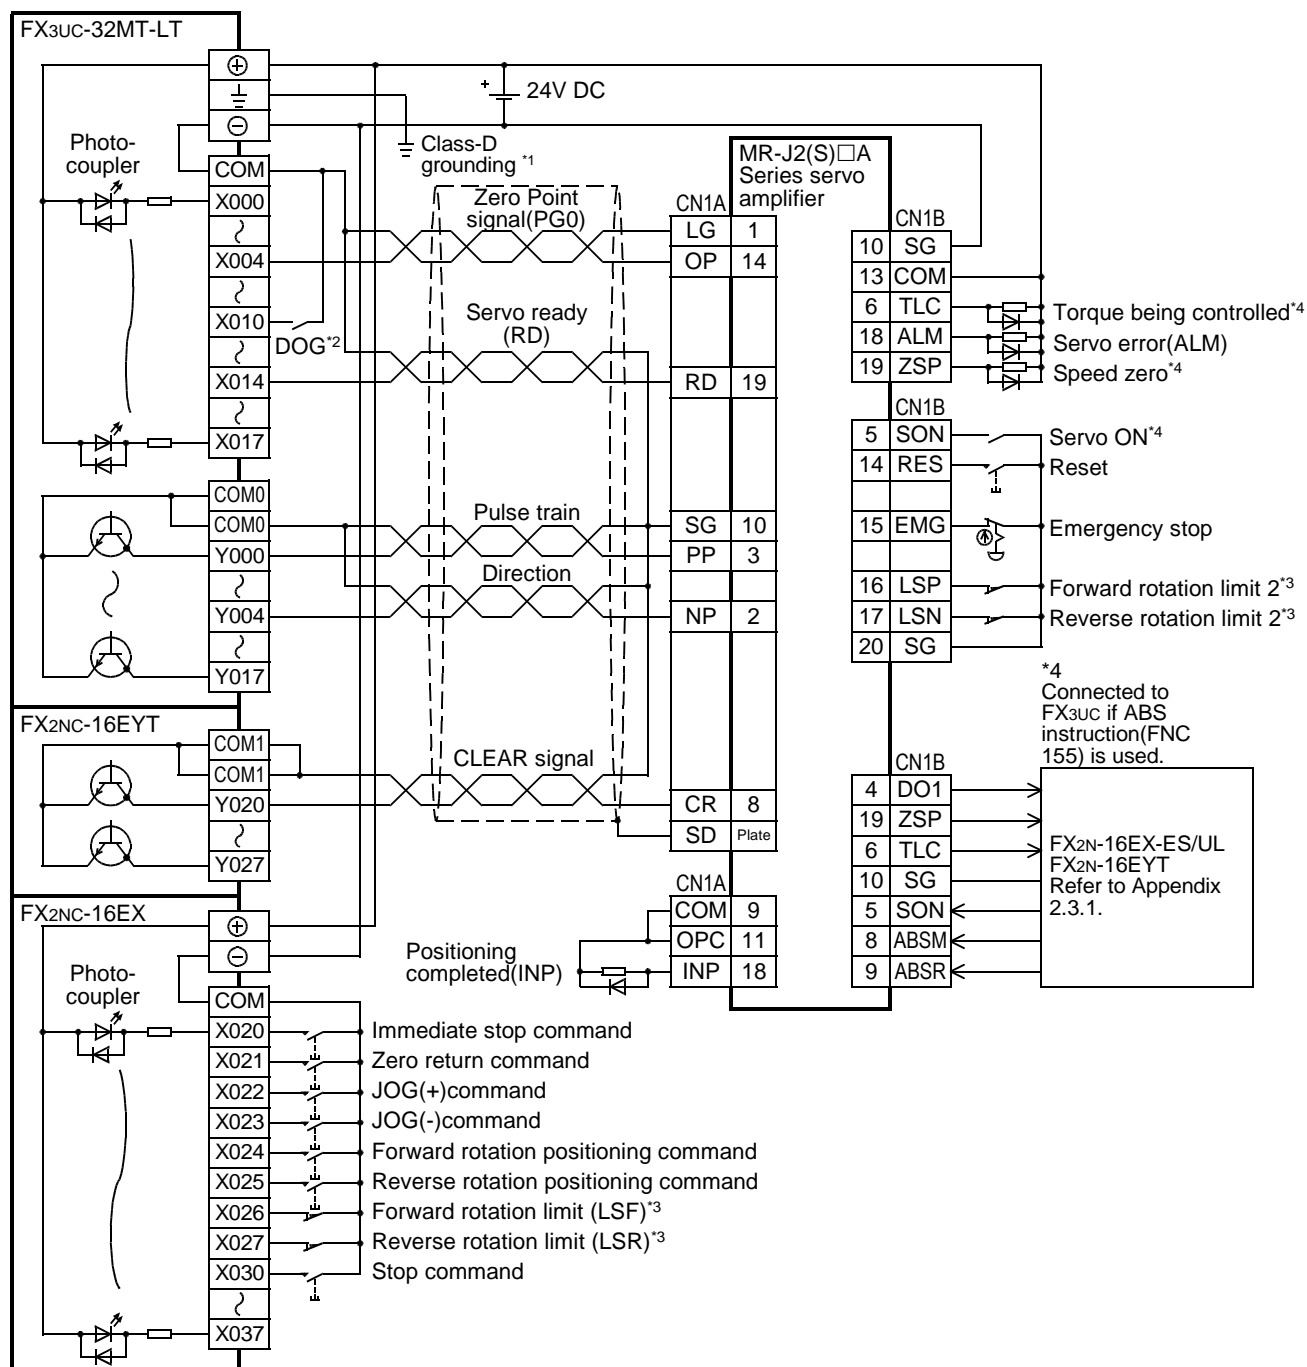 FX3UC-32MT-LT
24V DC
Photo-
coupler
Class-D
grounding *1
COM
X000
X004
X010
X014
X017
DOG*2
Zero Point
signal(PG0)
Servo ready
(RD)
COM0
COM0
Y000
Y004
Y017
Pulse train
Direction
FX2NC-16EYT
COM1
COM1
Y020
Y027
CLEAR signal
FX2NC-16EX
Photo-
coupler
COM
X020 Immediate stop command
X021 Zero return command
X022 JOG(+)command
X023 JOG(-)command
X024 Forward rotation positioning command
X025 Reverse rotation positioning command
X026 Forward rotation limit (LSF)*3
X027 Reverse rotation limit (LSR)*3
X030 Stop command
X037
MR-J2(S)□A
Series servo
amplifier
CN1A
LG 1
OP 14
RD 19
SG 10
PP 3
NP 2
CR 8
SD Plate
CN1A
COM 9
OPC 11
INP 18
Positioning
completed(INP)
CN1B
10 SG
13 COM
6 TLC Torque being controlled*4
18 ALM Servo error(ALM)
19 ZSP Speed zero*4
CN1B
5 SON Servo ON*4
14 RES Reset
15 EMG Emergency stop
16 LSP Forward rotation limit 2*3
17 LSN Reverse rotation limit 2*3
20 SG
*4
Connected to
FX3UC if ABS
instruction(FNC
155) is used.
CN1B
4 DO1
19 ZSP
6 TLC
10 SG
5 SON
8 ABSM
9 ABSR
FX2N-16EX-ES/UL
FX2N-16EYT
Refer to Appendix
2.3.1.